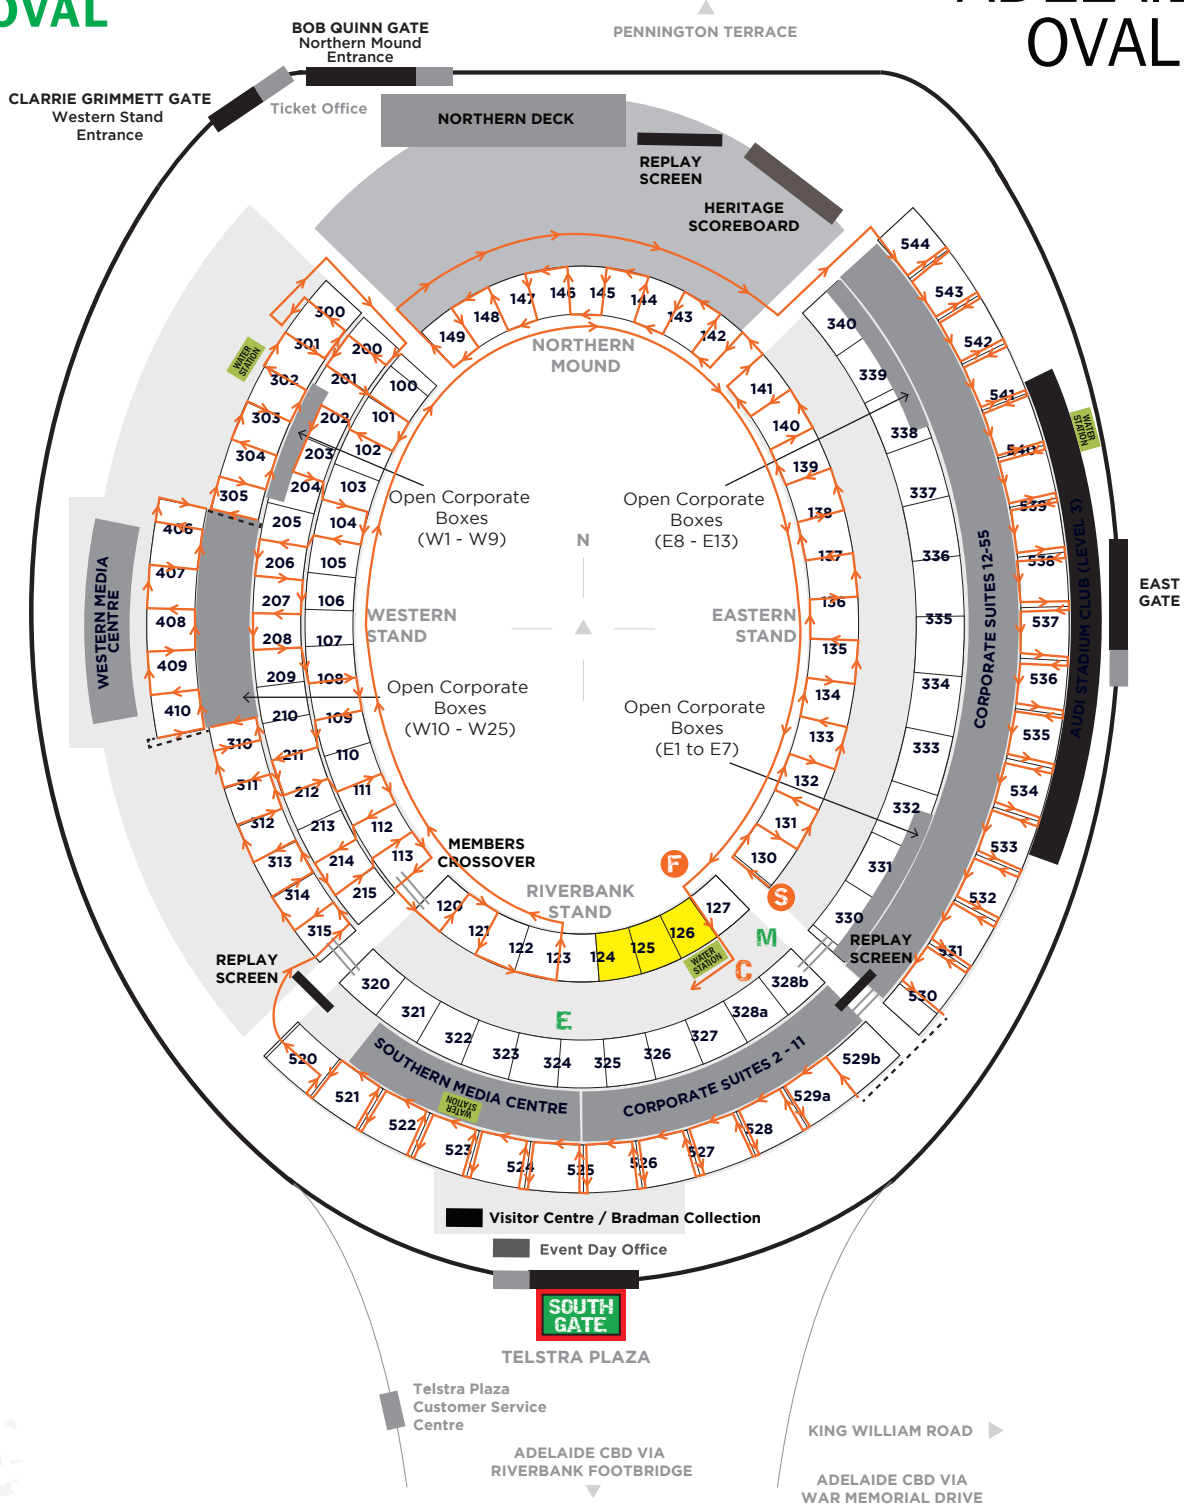 OVAL
OVAL
PENNINGTON TERRACE
BOB QUINN GATE
Northern Mound
Entrance
CLARRIE GRIMMETT GATE
Western Stand
Entrance
Ticket Office
NORTHERN DECK
REPLAY
SCREEN
HERITAGE
SCOREBOARD
544
543
542
541
540
539
538
537
536
535
534
533
532
531
530
340
339
338
337
336
335
334
333
332
331
330
149
148
147
146
145
144
143
142
141
140
139
138
137
136
135
134
133
132
131
130
NORTHERN
MOUND
300
301
302
303
304
305
200
201
202
203
204
205
206
207
208
209
210
211
212
213
214
215
100
101
102
103
104
105
106
107
108
109
110
111
112
113
WATER
STATION
WATER
STATION
Open Corporate
Boxes
(W1 - W9)
Open Corporate
Boxes
(E8 - E13)
N
406
407
408
409
410
WESTERN MEDIA
CENTRE
WESTERN
STAND
EASTERN
STAND
CORPORATE SUITES 12-55
AUDI STADIUM CLUB (LEVEL 3)
EAST
GATE
Open Corporate
Boxes
(W10 - W25)
Open Corporate
Boxes
(E1 to E7)
310
311
312
313
314
315
MEMBERS
CROSSOVER
RIVERBANK
STAND
F
S
M
C
E
120
121
122
123
124
125
126
127
WATER
STATION
REPLAY
SCREEN
REPLAY
SCREEN
320
321
322
323
324
325
326
327
328a
328b
SOUTHERN MEDIA CENTRE
CORPORATE SUITES 2 - 11
WATER
STATION
520
521
522
523
524
525
526
527
528
529a
529b
Visitor Centre / Bradman Collection
Event Day Office
SOUTH
GATE
TELSTRA PLAZA
Telstra Plaza
Customer Service
Centre
KING WILLIAM ROAD
ADELAIDE CBD VIA
RIVERBANK FOOTBRIDGE
ADELAIDE CBD VIA
WAR MEMORIAL DRIVE